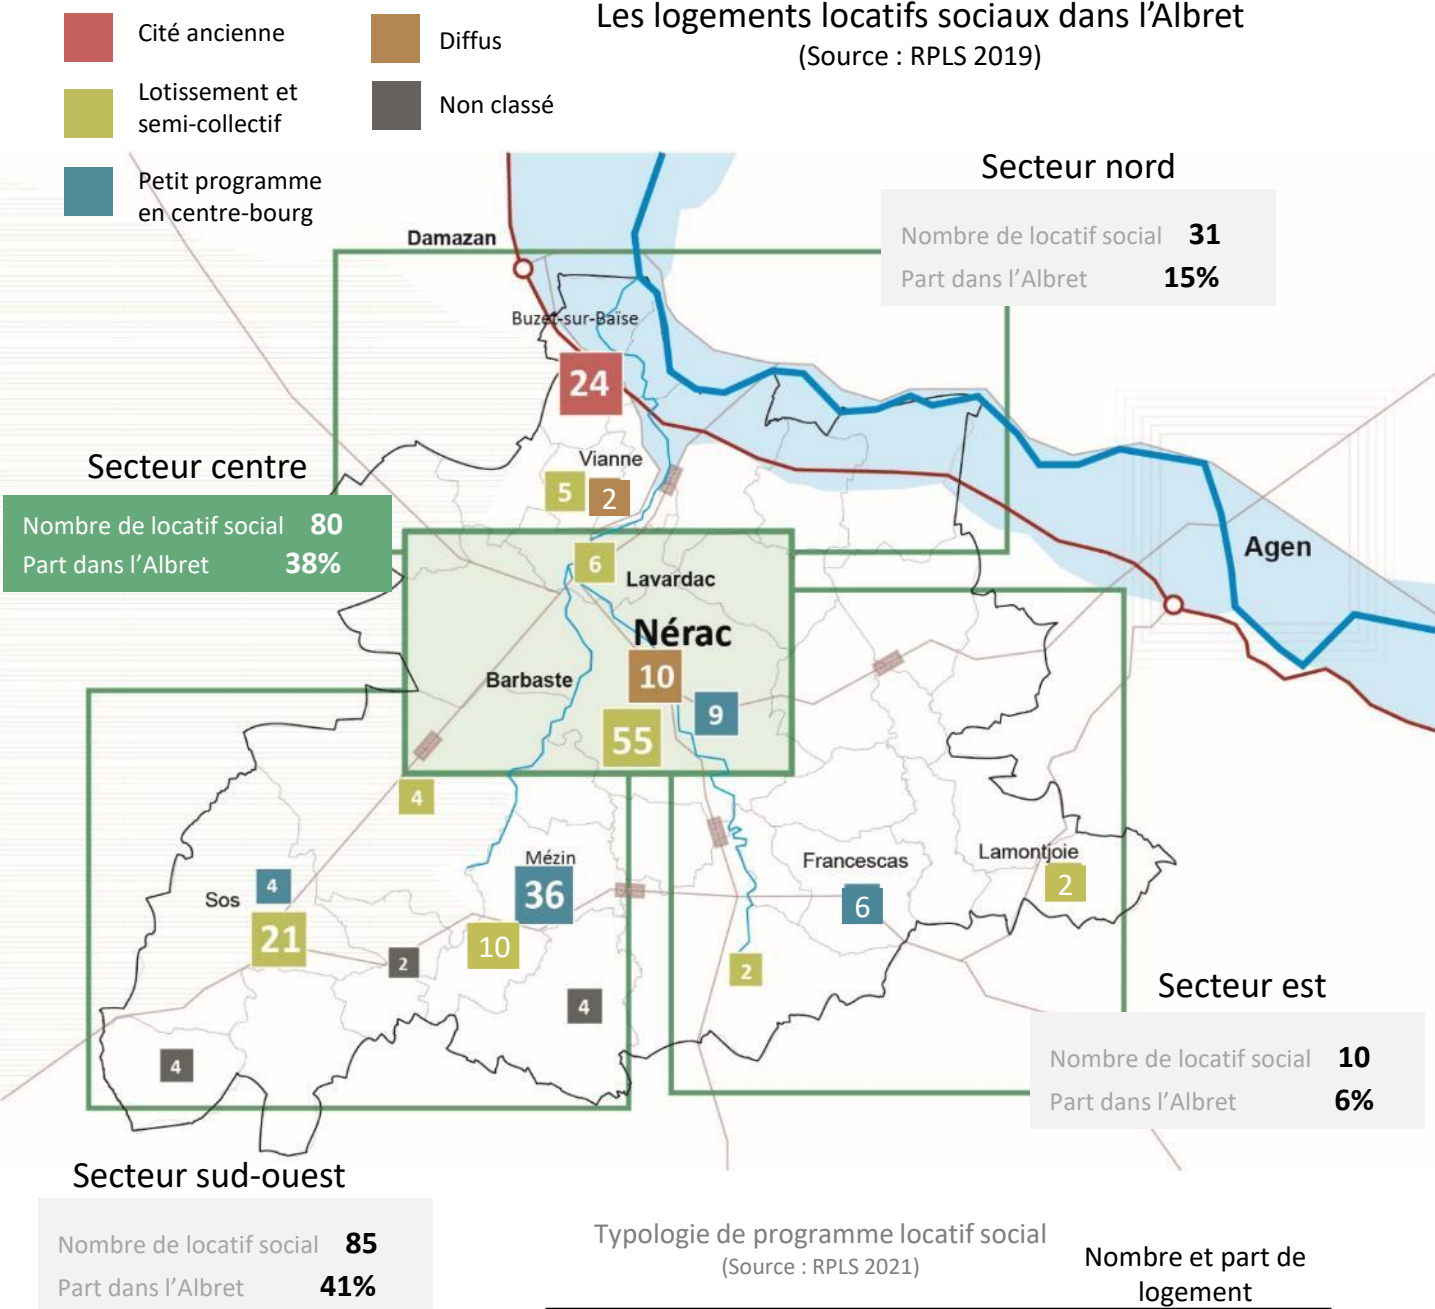 Les logements locatifs sociaux dans l'Albret
(Source : RPLS 2019)
Cité ancienne
Diffus
Lotissement et
semi-collectif
Non classé
Petit programme
en centre-bourg
Secteur nord
Nombre de locatif social 31
Part dans l'Albret 15%
Damazan
Buzet-sur-Baïse
24
Vianne
5
2
Secteur centre
Nombre de locatif social 80
Part dans l'Albret 38%
6
Lavardac
Agen
Nérac
10
Barbaste
9
55
4
Mézin
36
Francescas
6
Lamontjoie
2
4
Sos
21
10
2
2
4
4
Secteur est
Nombre de locatif social 10
Part dans l'Albret 6%
Secteur sud-ouest
Nombre de locatif social 85
Part dans l'Albret 41%
Typologie de programme locatif social
(Source : RPLS 2021)
Nombre et part de
logement